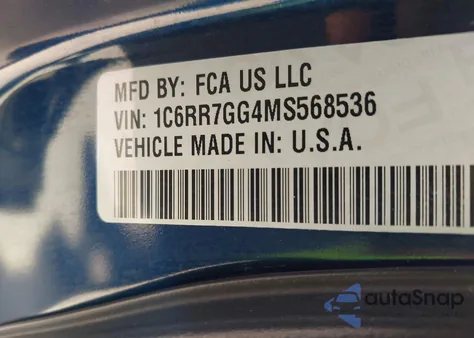 MFD BY: FCA US LLC
VIN: 1C6RR7GG4MS568536
VEHICLE MADE IN: U.S.A.
autoSnap